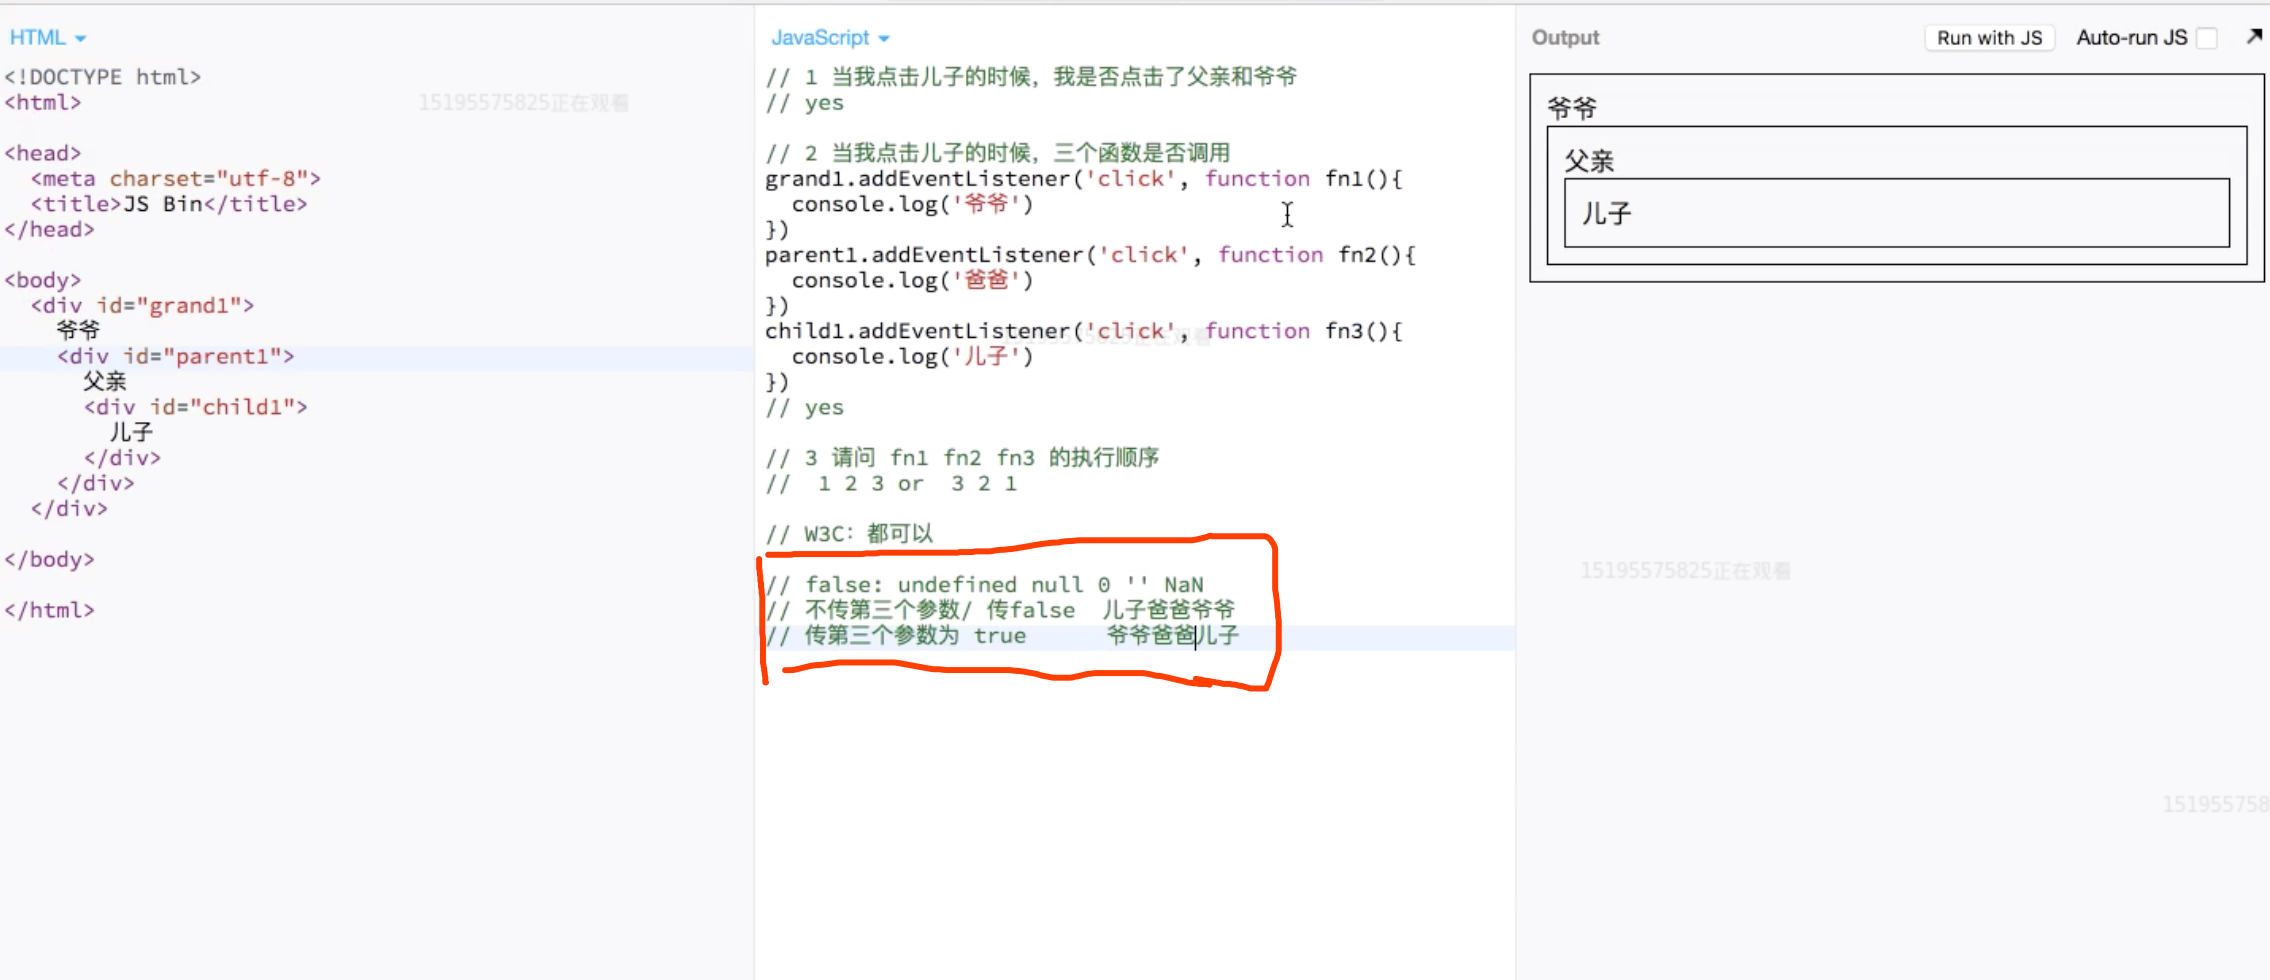 HTML
<!DOCTYPE html>
<html>
<head>
<meta charset="utf-8">
<title>JS Bin</title>
</head>
<body>
<div id="grand1">
爷爷
<div id="parent1">
父亲
<div id="child1">
儿子
</div>
</div>
</div>
</body>
</html>
15195575825正在观看
JavaScript
// 1 当我点击儿子的时候，我是否点击了父亲和爷爷
// yes
// 2 当我点击儿子的时候，三个函数是否调用
grand1.addEventListener('click', function fn1(){
console.log('爷爷')
})
parent1.addEventListener('click', function fn2(){
console.log('爸爸')
})
child1.addEventListener('click', function fn3(){
console.log('儿子')
})
// yes
// 3 请问 fn1 fn2 fn3 的执行顺序
// 1 2 3 or 3 2 1
// W3C: 都可以
// false: undefined null 0 '' NaN
// 不传第三个参数/ 传false 儿子爸爸爷爷
// 传第三个参数为 true 爷爷爸爸儿子
Output
Run with JS
Auto-run JS
爷爷
父亲
儿子
15195575825正在观看
151955758